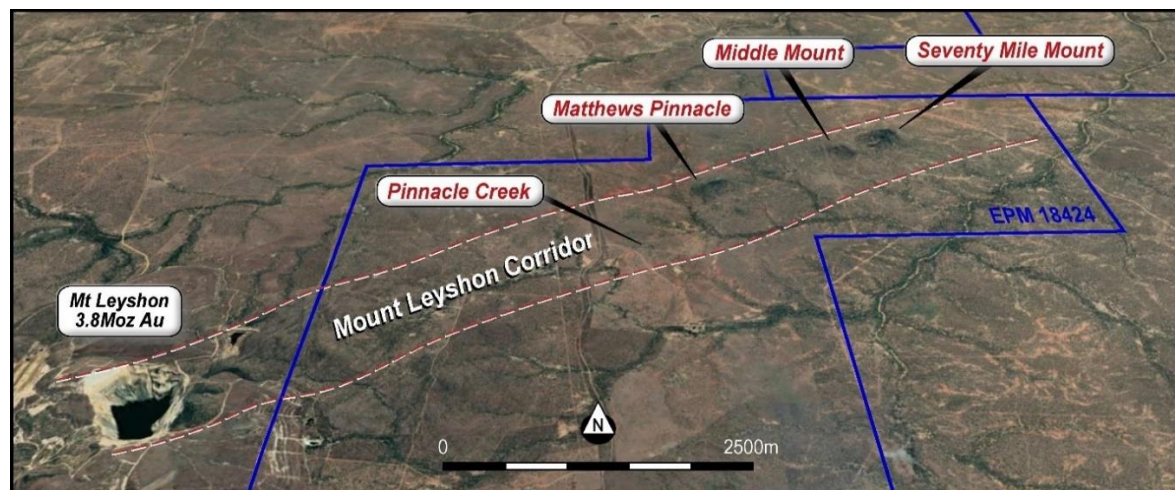 Middle Mount
Seventy Mile Mount
Matthews Pinnacle
Pinnacle Creek
EPM 18424
Mount Leyshon Corridor
Mt Leyshon
3.8Moz Au
N
0
2500m